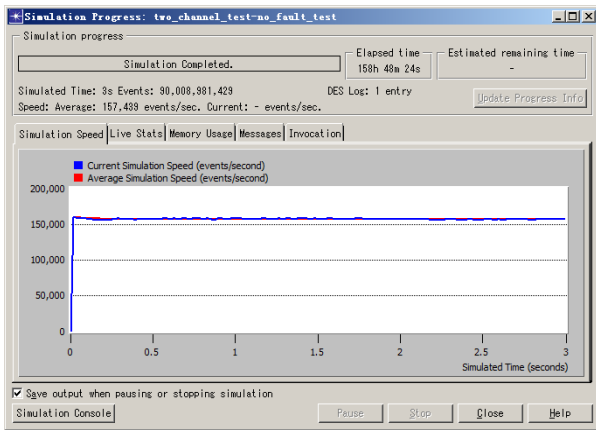 Simulation Progress: two_channel_test-no_fault_test
Simulation progress
Simulation Completed.
Elapsed time
158h 48m 24s
Estimated remaining time
-
Simulated Time: 3s Events: 90,008,981,429
DES Log: 1 entry
Speed: Average: 157,439 events/sec. Current: - events/sec.
Update Progress Info
Simulation Speed Live Stats Memory Usage Messages Invocation
Current Simulation Speed (events/second)
Average Simulation Speed (events/second)
200,000
150,000
100,000
50,000
0
0 0.5 1 1.5 2 2.5 3
Simulated Time (seconds)
Save output when pausing or stopping simulation
Simulation Console Pause Stop Close Help